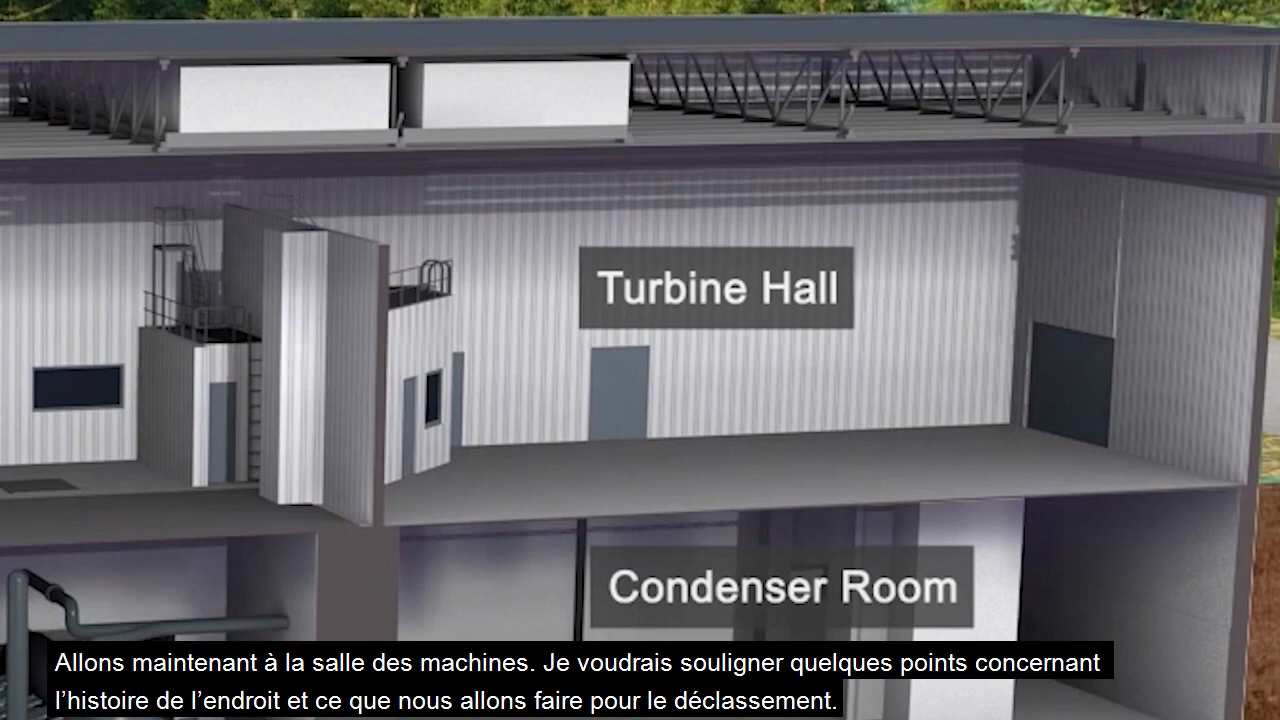 Turbine Hall
Condenser Room
Allons maintenant à la salle des machines. Je voudrais souligner quelques points concernant
l’histoire de l’endroit et ce que nous allons faire pour le déclassement.